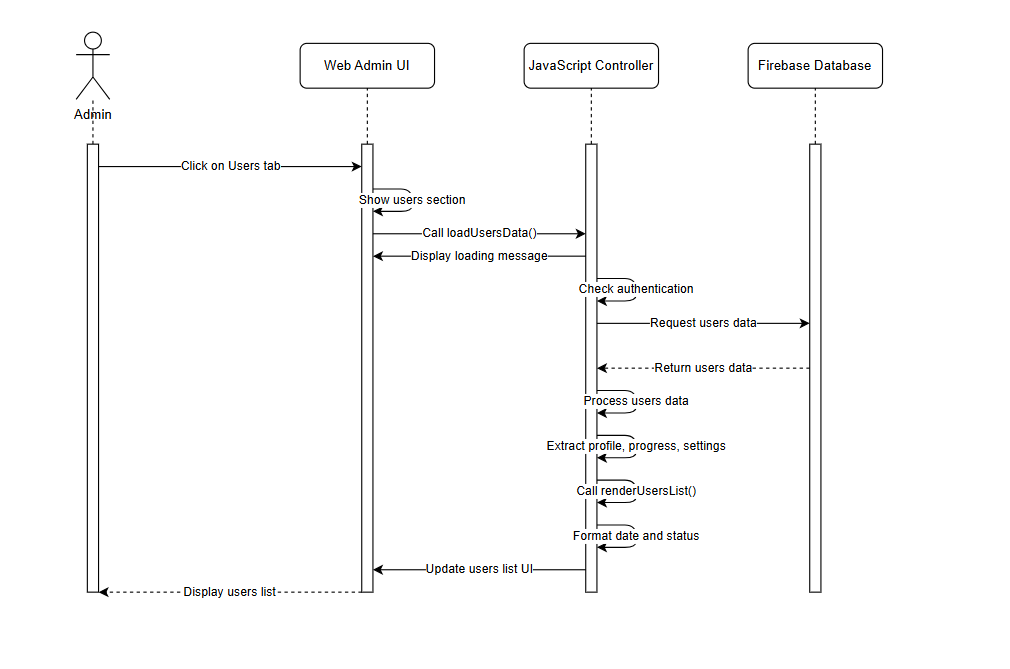 Web Admin UI
JavaScript Controller
Firebase Database
Admin
Click on Users tab
Show users section
Call loadUsersData()
Display loading message
Check authentication
Request users data
Return users data
Process users data
Extract profile, progress, settings
Call renderUsersList()
Format date and status
Update users list UI
Display users list